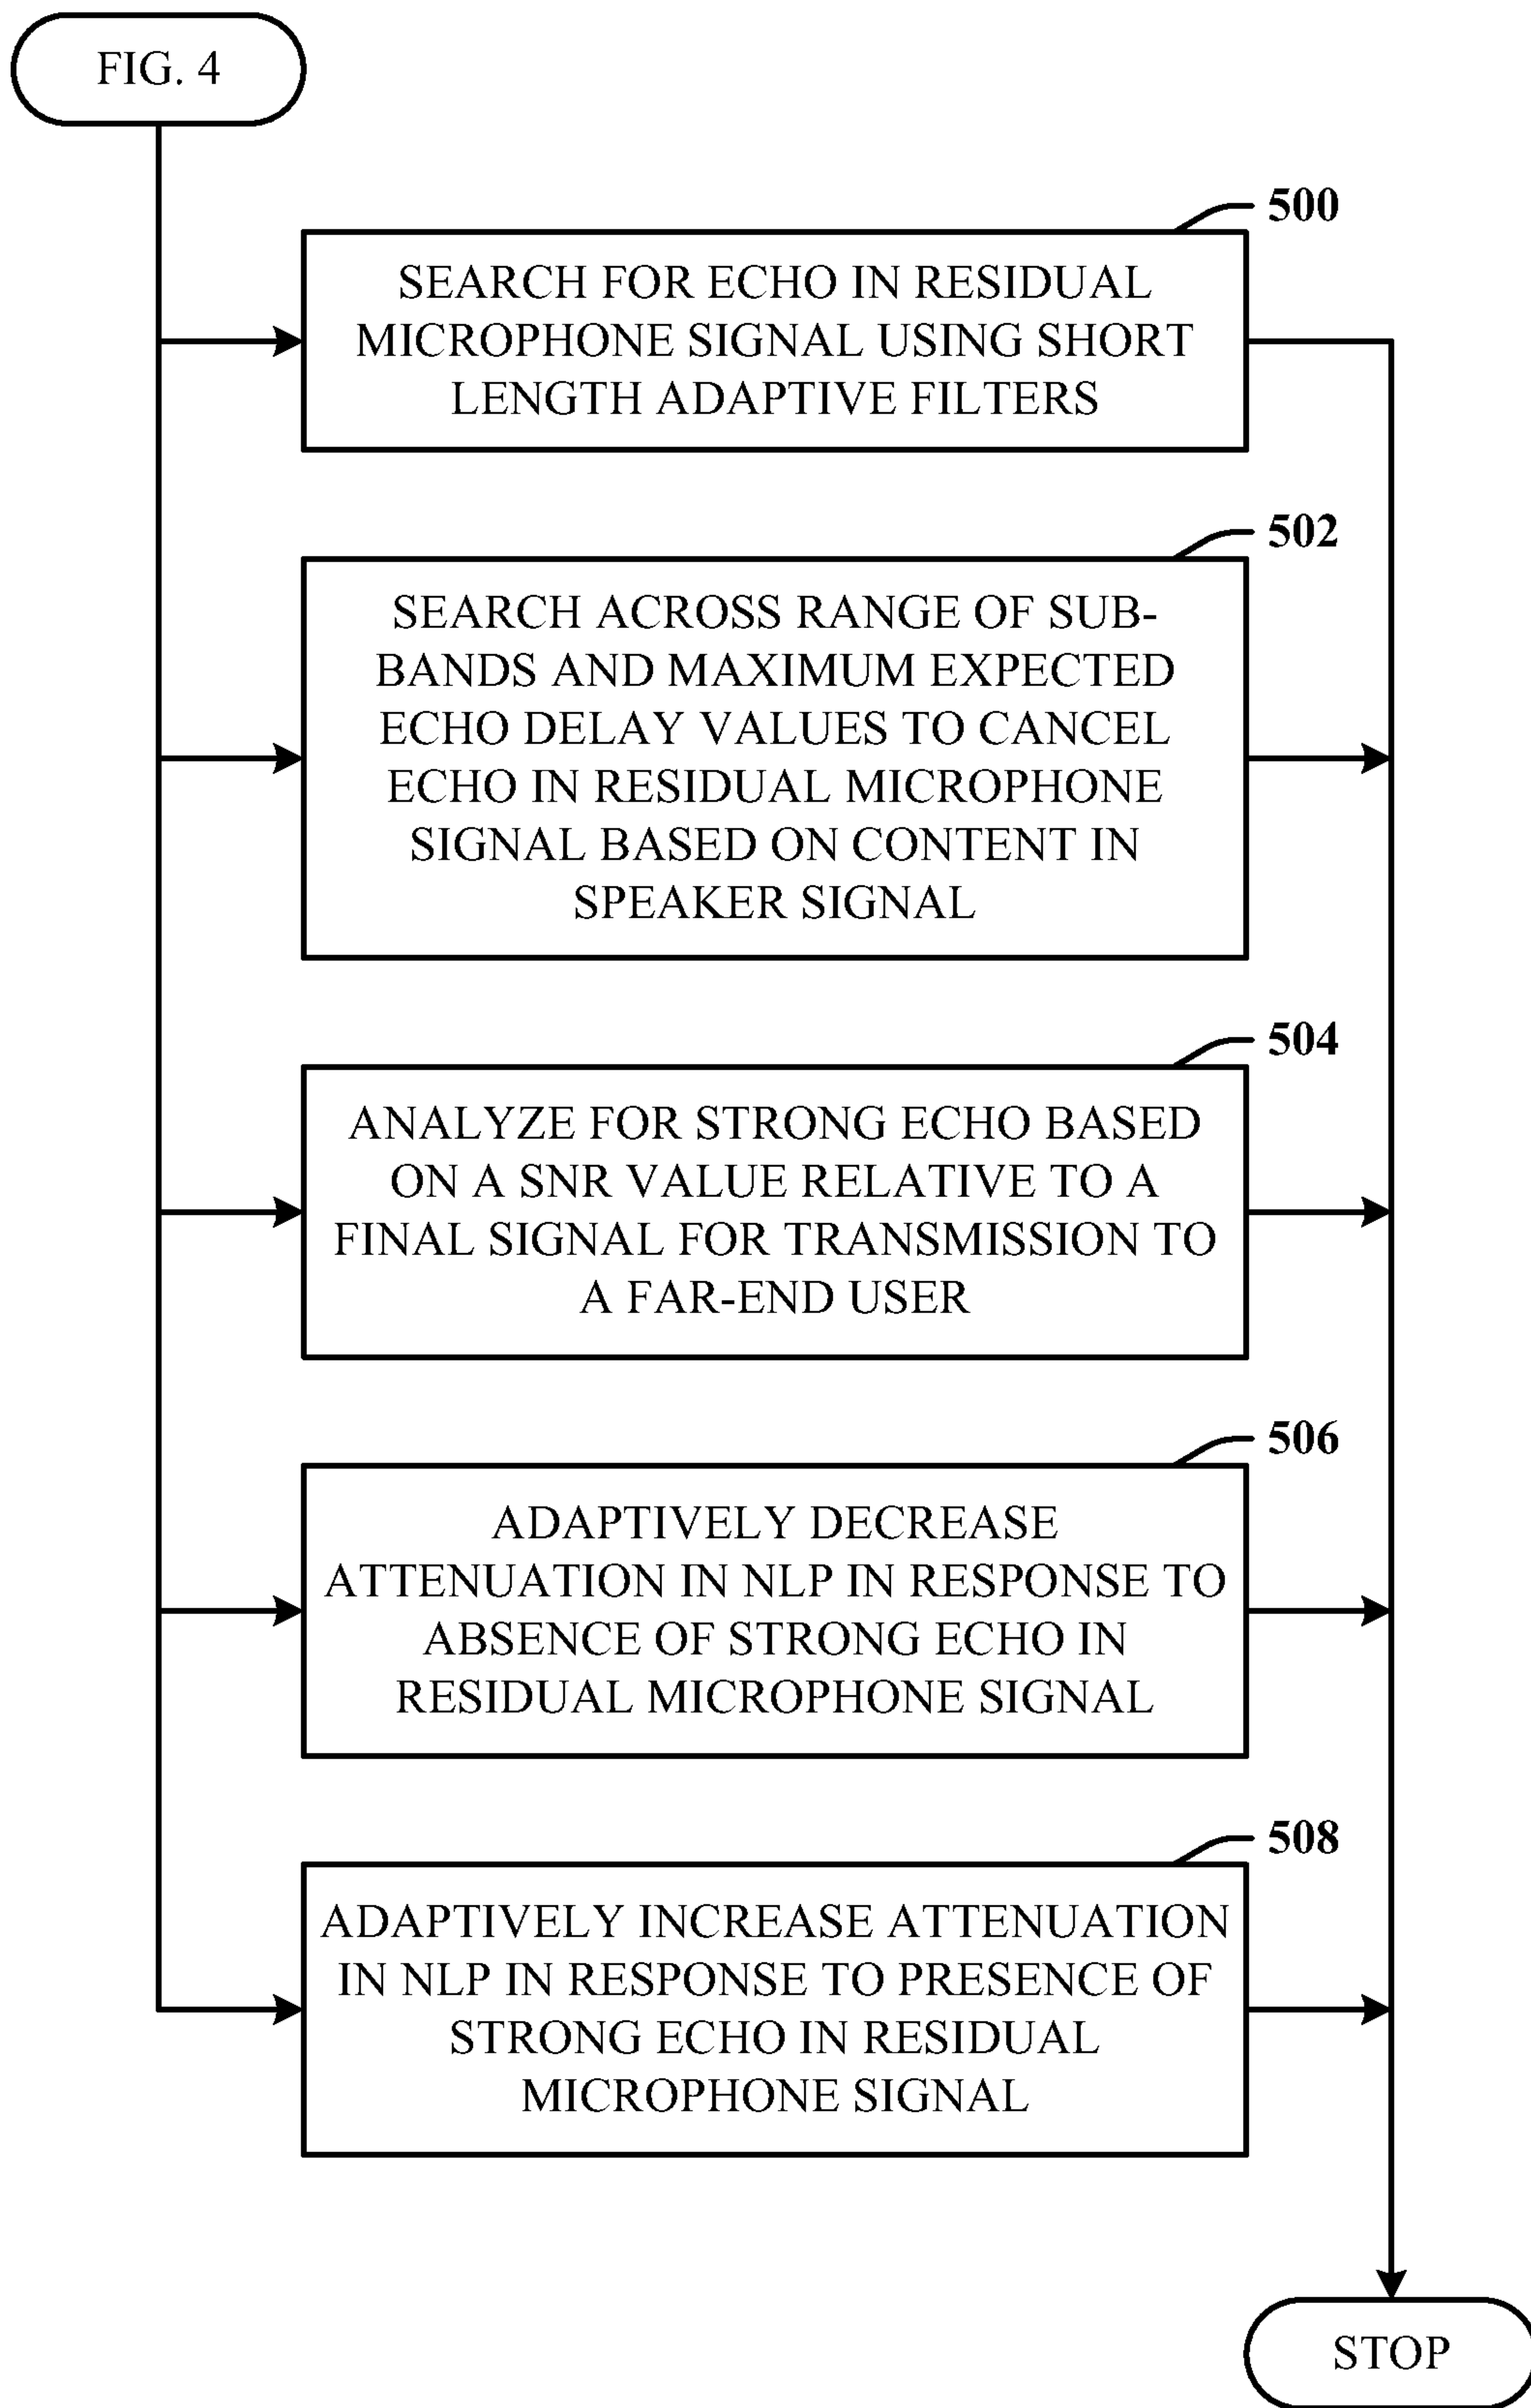 FIG. 4
500
SEARCH FOR ECHO IN RESIDUAL
MICROPHONE SIGNAL USING SHORT
LENGTH ADAPTIVE FILTERS
502
SEARCH ACROSS RANGE OF SUB-
BANDS AND MAXIMUM EXPECTED
ECHO DELAY VALUES TO CANCEL
ECHO IN RESIDUAL MICROPHONE
SIGNAL BASED ON CONTENT IN
SPEAKER SIGNAL
504
ANALYZE FOR STRONG ECHO BASED
ON A SNR VALUE RELATIVE TO A
FINAL SIGNAL FOR TRANSMISSION TO
A FAR-END USER
506
ADAPTIVELY DECREASE
ATTENUATION IN NLP IN RESPONSE TO
ABSENCE OF STRONG ECHO IN
RESIDUAL MICROPHONE SIGNAL
508
ADAPTIVELY INCREASE ATTENUATION
IN NLP IN RESPONSE TO PRESENCE OF
STRONG ECHO IN RESIDUAL
MICROPHONE SIGNAL
STOP